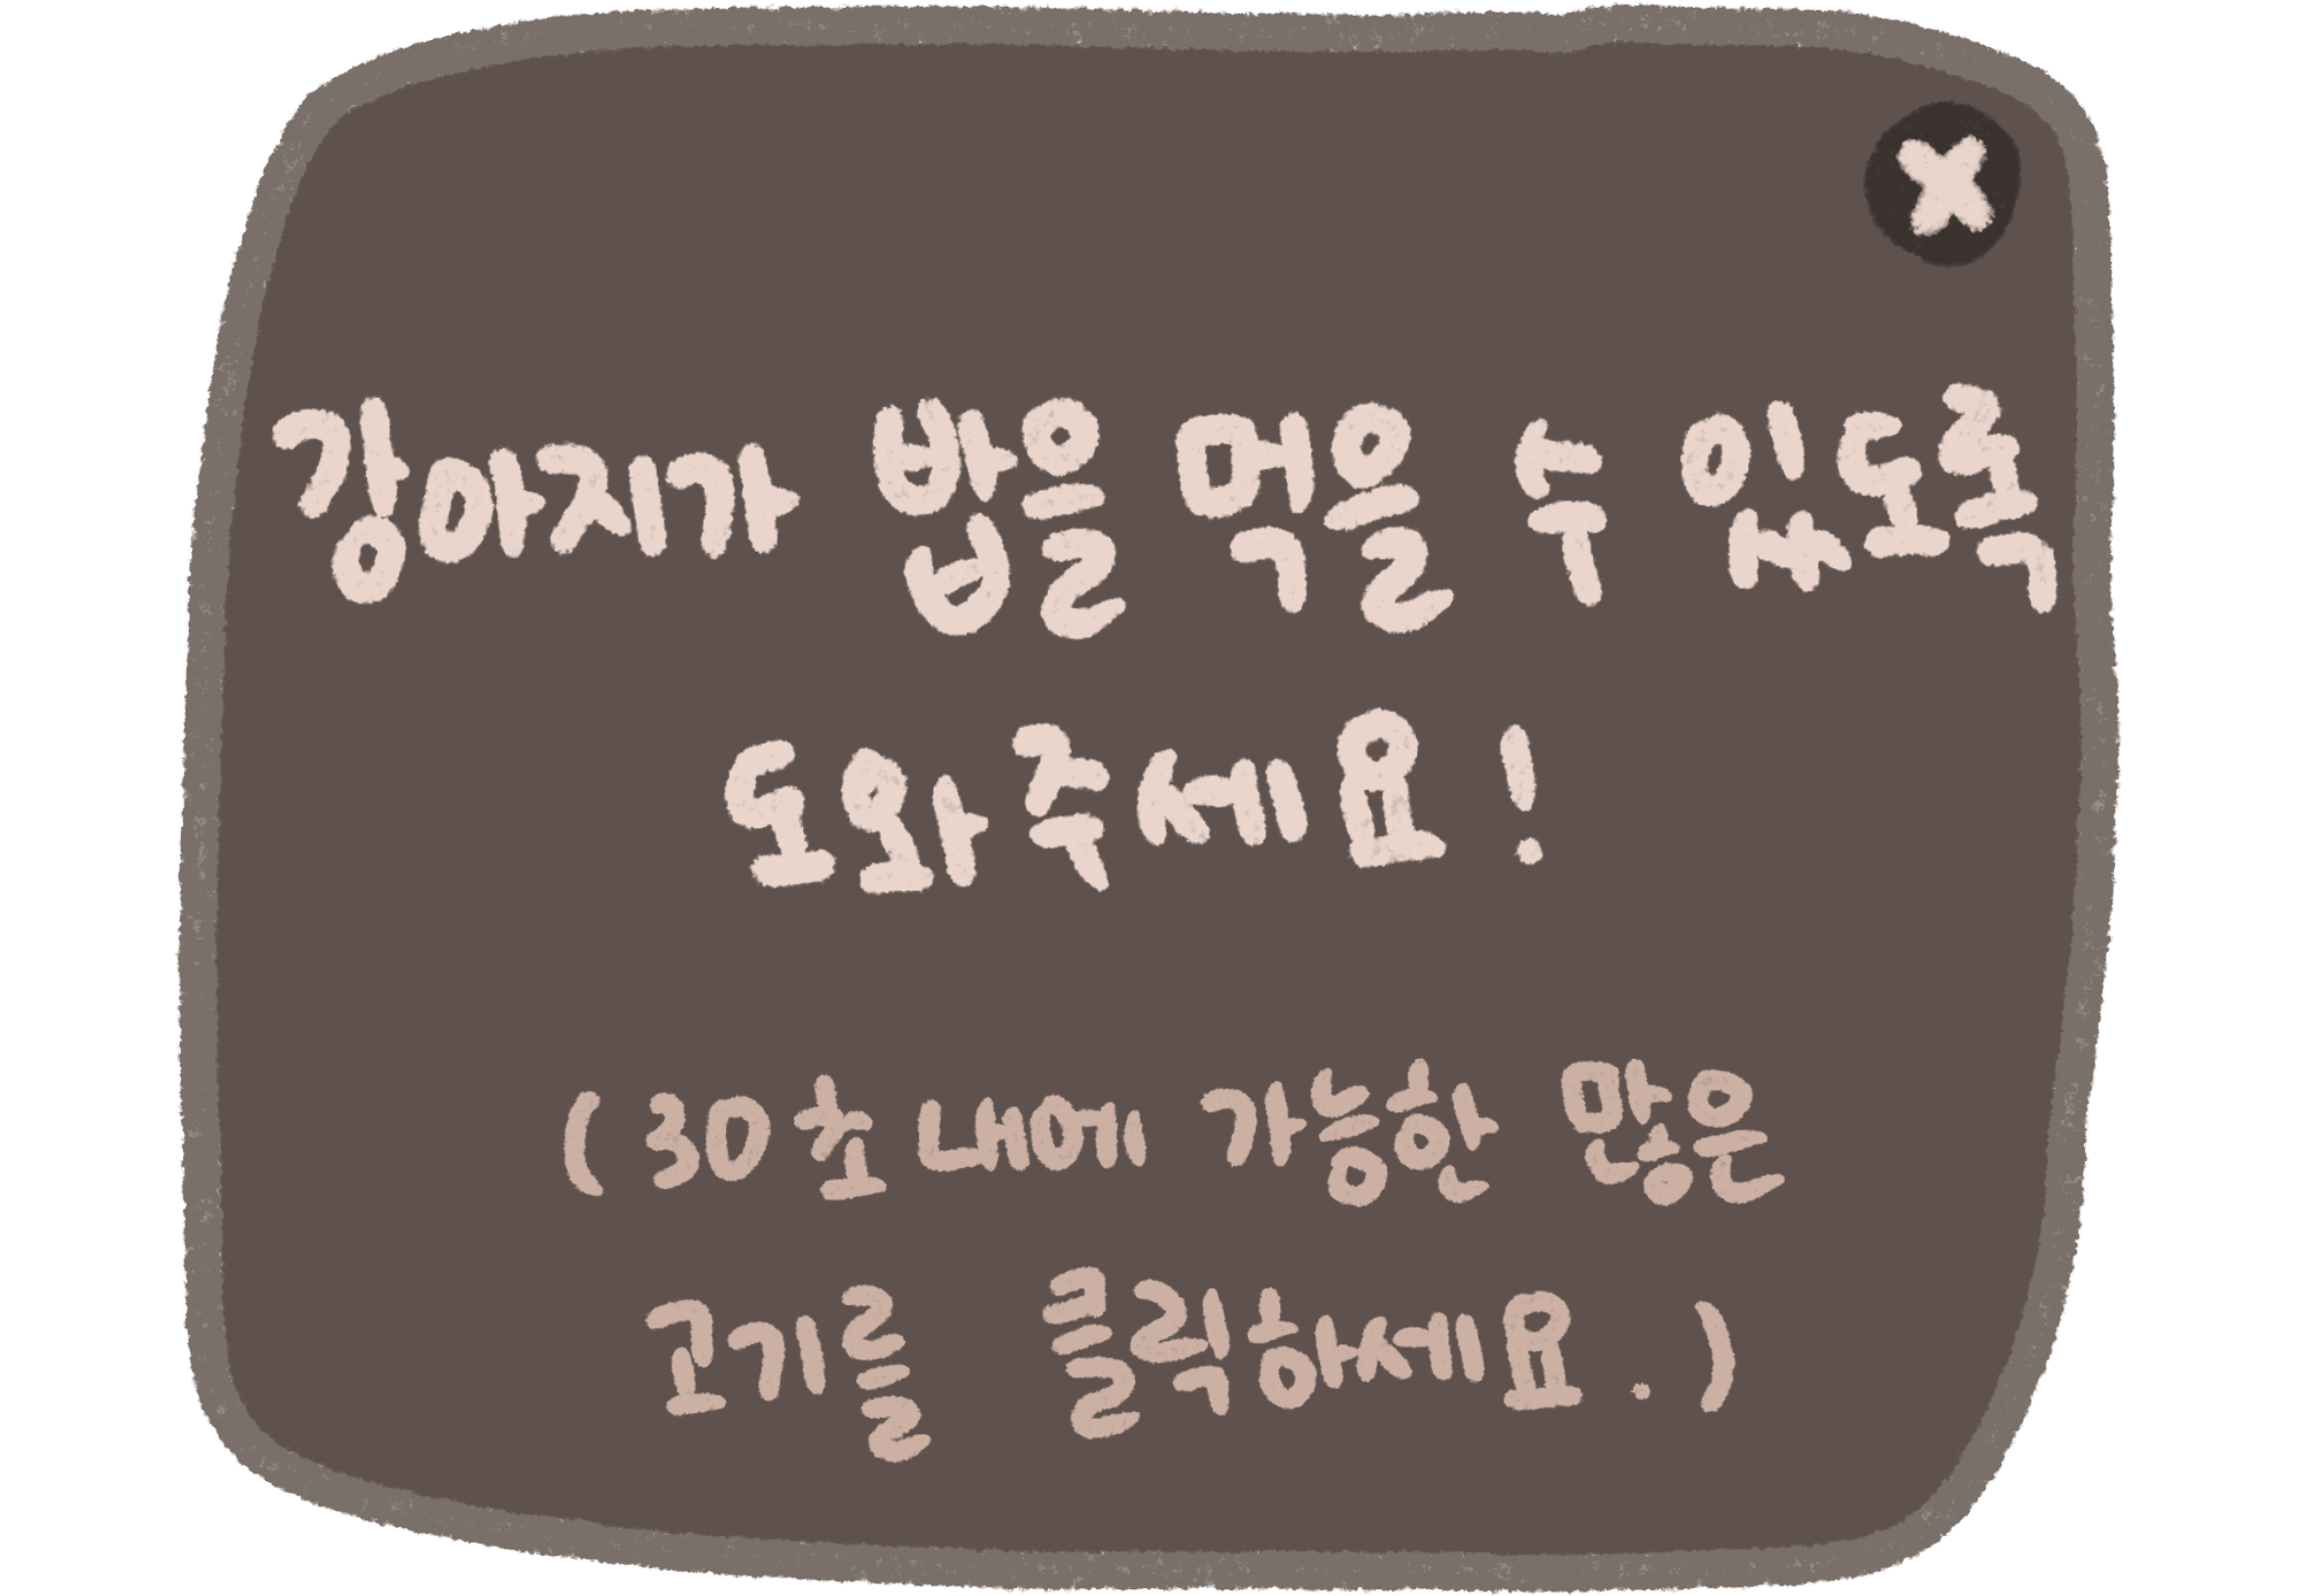 강아지가 밥을 먹을 수 있도록
도와주세요!
(30초내에 가능한 많은
고기를 클릭하세요.)